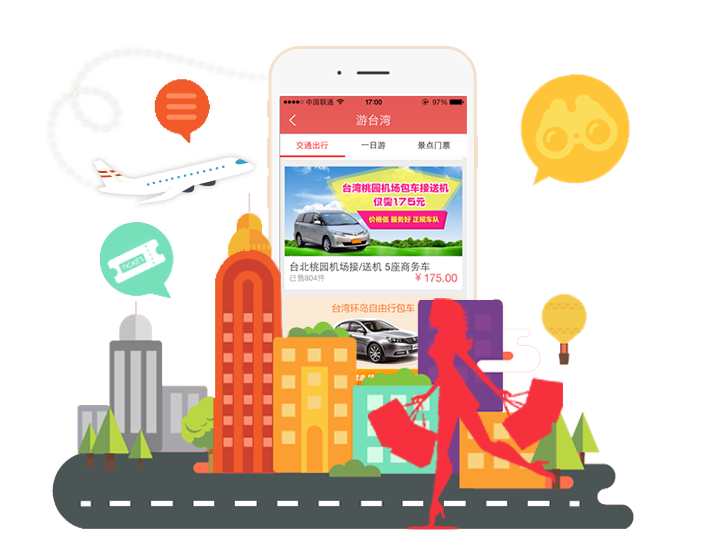 中国联通
17:00
97%
游台湾
交通出行
一日游
景点门票
台湾桃园机场包车接送机
仅需175元
价格低 服务好 正规车队
台北桃园机场接/送机 5座商务车
已售804件
¥175.00
台湾环岛自由行包车
TICKET